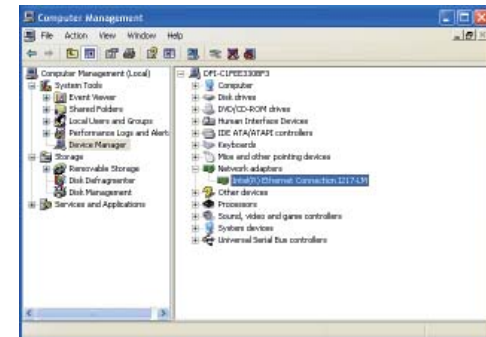 Computer Management
File Action View Window Help
Computer Management (Local)
System Tools
Event Viewer
Shared Folders
Local Users and Groups
Performance Logs and Alerts
Device Manager
Storage
Removable Storage
Disk Defragmenter
Disk Management
Services and Applications
Computer
Disk drives
DVD/CD-ROM drives
Human Interface Devices
IDE ATA/ATAPI controllers
Keyboards
Mice and other pointing devices
Network adapters
Intel(R) Ethernet Connection I217-LM
Other devices
Processors
Sound, video and game controllers
System devices
Universal Serial Bus controllers